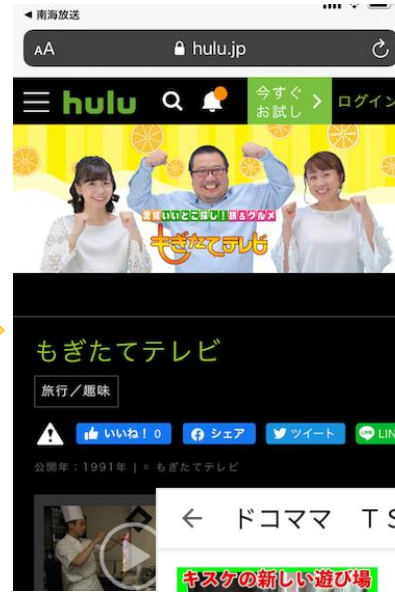 ◀ 南海放送
AA hulu.jp
hulu 今すぐお試し > ログイン
愛媛いいとこ探し!旅&グルメ
もぎたてテレビ
もぎたてテレビ
旅行／趣味
いいね! 0 シェア ツイート LIN
公開年：1991年 | © もぎたてテレビ
← ドコママ TS
キスケの新しい遊び場